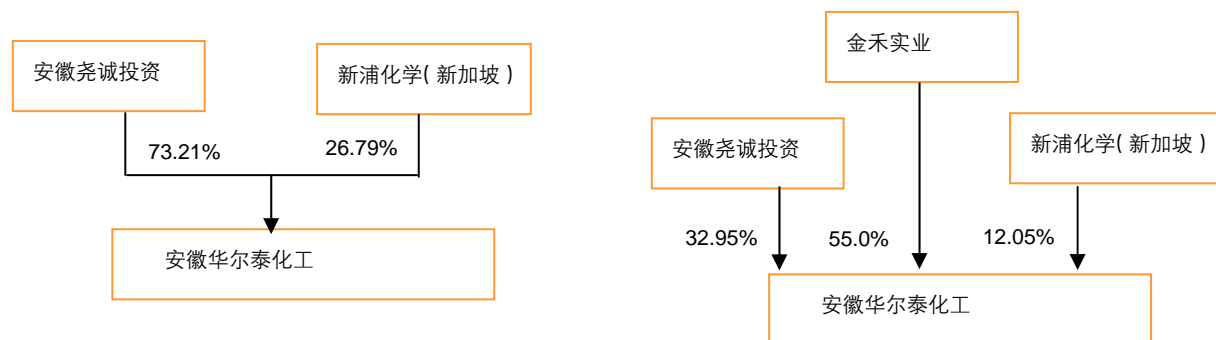 安徽尧诚投资
新浦化学( 新加坡 )
73.21%
26.79%
安徽华尔泰化工
金禾实业
安徽尧诚投资
新浦化学( 新加坡 )
32.95%
55.0%
12.05%
安徽华尔泰化工